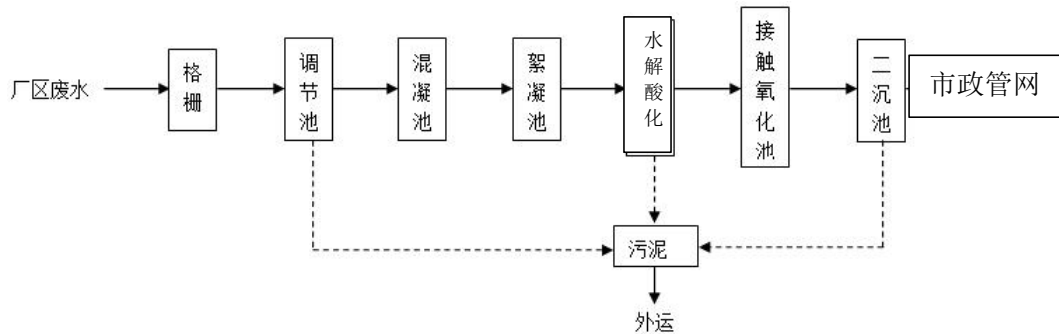 厂区废水
格栅
调节池
混凝池
絮凝池
水解酸化
接触氧化池
二沉池
市政管网
污泥
外运